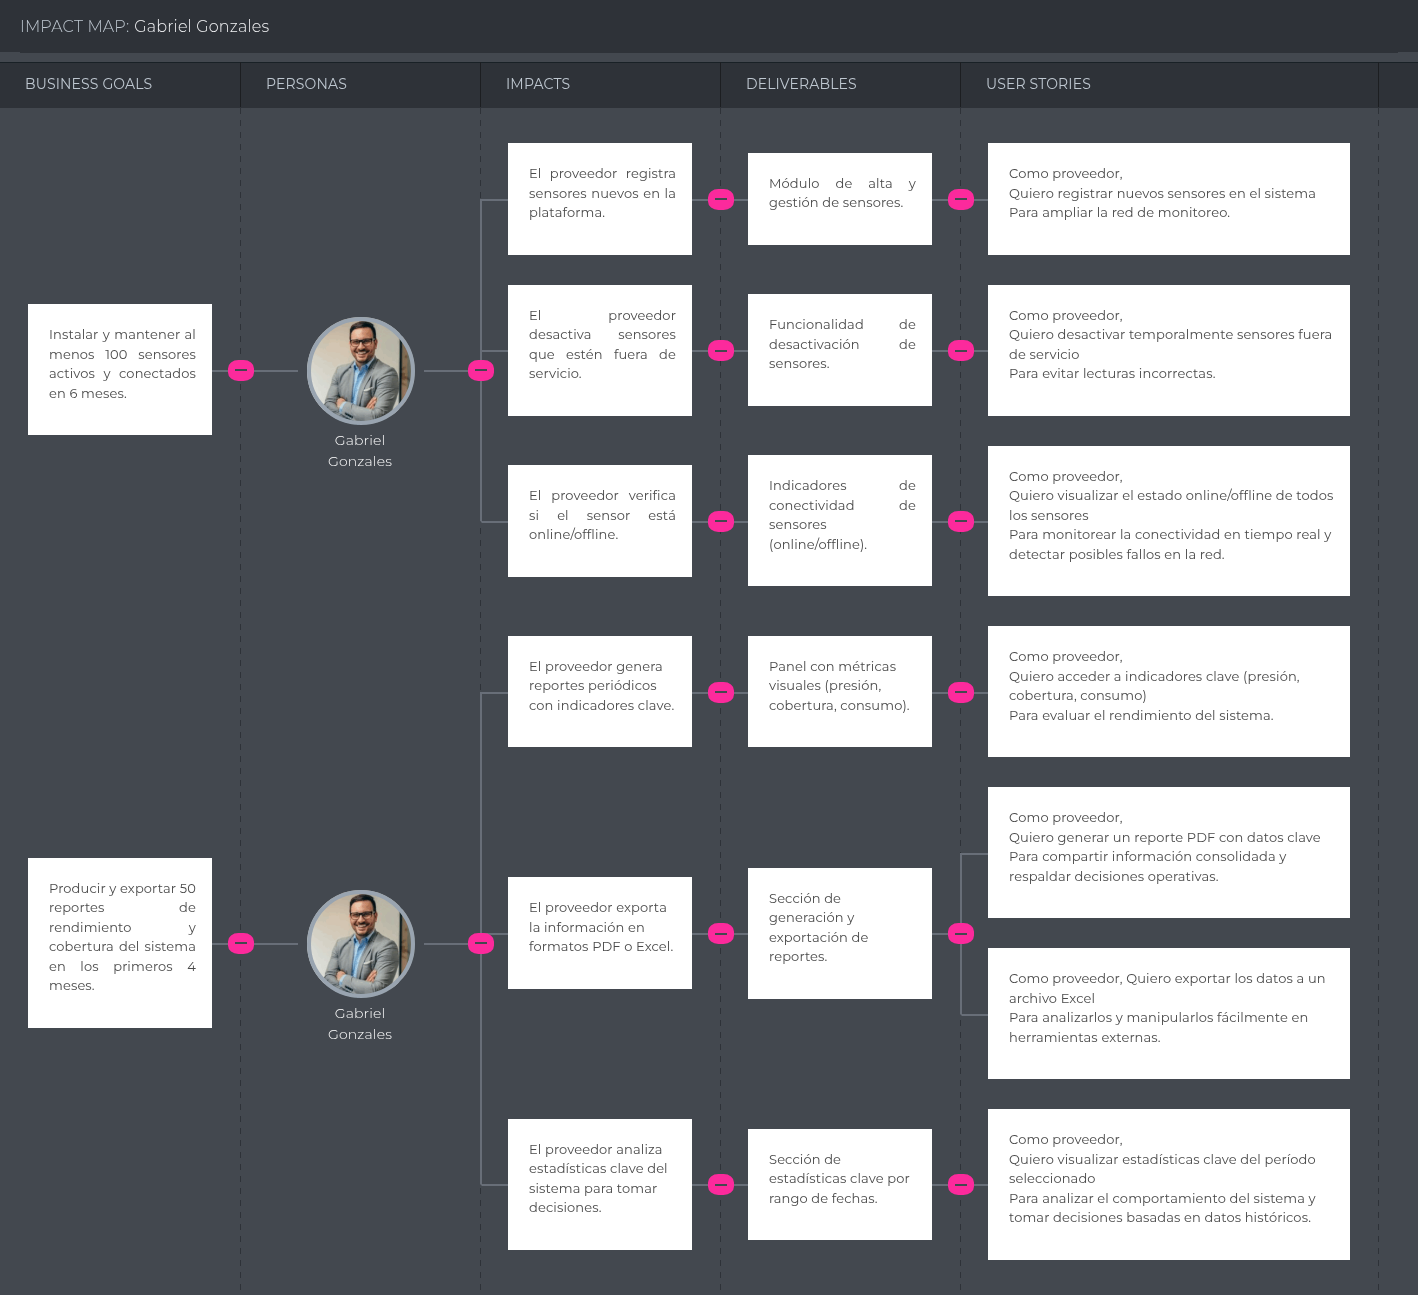 IMPACT MAP: Gabriel Gonzales
BUSINESS GOALS
PERSONAS
IMPACTS
DELIVERABLES
USER STORIES
Instalar y mantener al
menos 100 sensores
activos y conectados
en 6 meses.
Gabriel
Gonzales
El proveedor registra
sensores nuevos en la
plataforma.
Módulo de alta y
gestión de sensores.
Como proveedor,
Quiero registrar nuevos sensores en el sistema
Para ampliar la red de monitoreo.
El proveedor
desactiva sensores
que estén fuera de
servicio.
Funcionalidad de
desactivación de
sensores.
Como proveedor,
Quiero desactivar temporalmente sensores fuera
de servicio
Para evitar lecturas incorrectas.
El proveedor verifica
si el sensor está
online/offline.
Indicadores de
conectividad de
sensores
(online/offline).
Como proveedor,
Quiero visualizar el estado online/offline de todos
los sensores
Para monitorear la conectividad en tiempo real y
detectar posibles fallos en la red.
Producir y exportar 50
reportes de
rendimiento y
cobertura del sistema
en los primeros 4
meses.
Gabriel
Gonzales
El proveedor genera
reportes periódicos
con indicadores clave.
Panel con métricas
visuales (presión,
cobertura, consumo).
Como proveedor,
Quiero acceder a indicadores clave (presión,
cobertura, consumo)
Para evaluar el rendimiento del sistema.
El proveedor exporta
la información en
formatos PDF o Excel.
Sección de
generación y
exportación de
reportes.
Como proveedor,
Quiero generar un reporte PDF con datos clave
Para compartir información consolidada y
respaldar decisiones operativas.
Como proveedor, Quiero exportar los datos a un
archivo Excel
Para analizarlos y manipularlos fácilmente en
herramientas externas.
El proveedor analiza
estadísticas clave del
sistema para tomar
decisiones.
Sección de
estadísticas clave por
rango de fechas.
Como proveedor,
Quiero visualizar estadísticas clave del período
seleccionado
Para analizar el comportamiento del sistema y
tomar decisiones basadas en datos históricos.